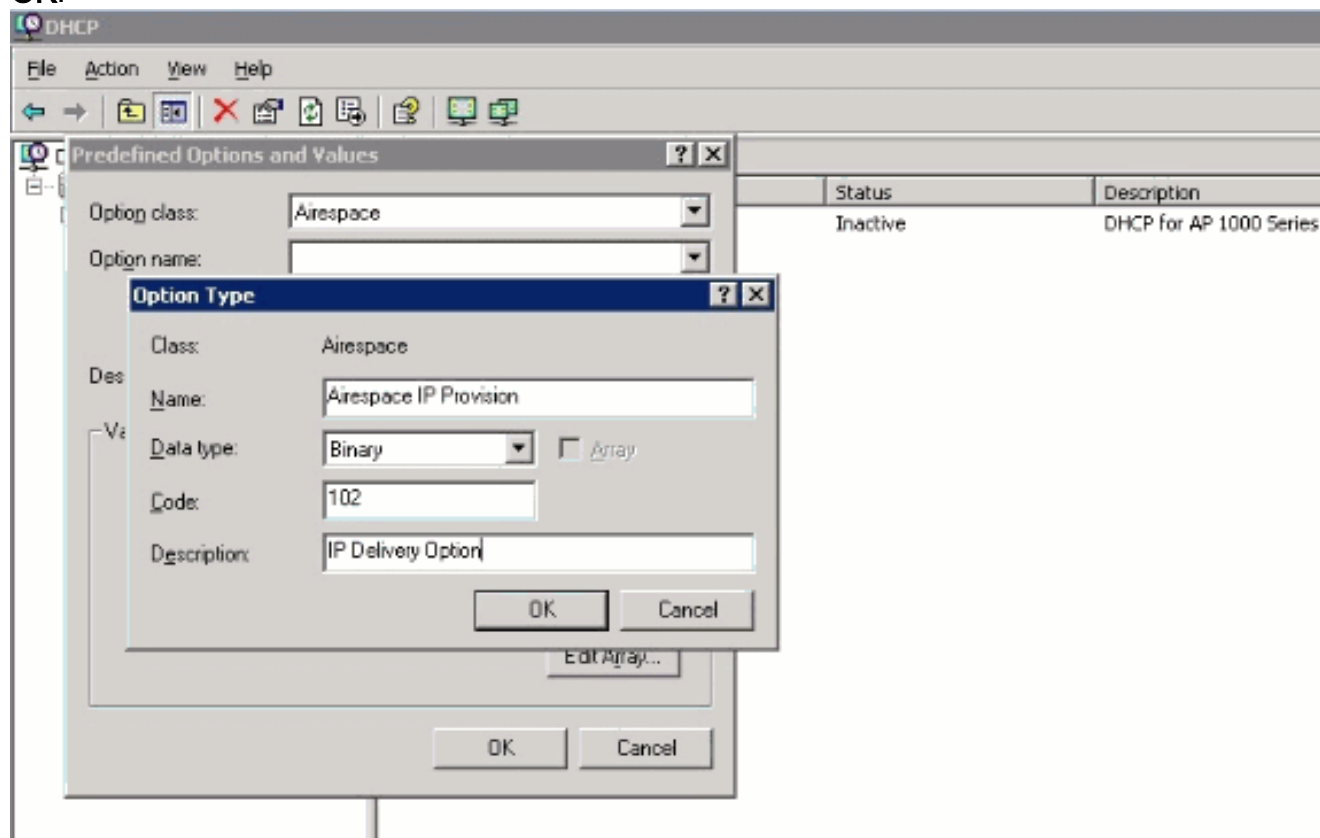 OK.
DHCP
File Action View Help
Predefined Options and Values
Status Description
Option class: Airespace
Inactive DHCP for AP 1000 Series
Option name:
Option Type
Class: Airespace
Des
Name: Airespace IP Provision
Va
Data type: Binary Array
Code: 102
Description: IP Delivery Option
OK Cancel
Edit Array...
OK Cancel